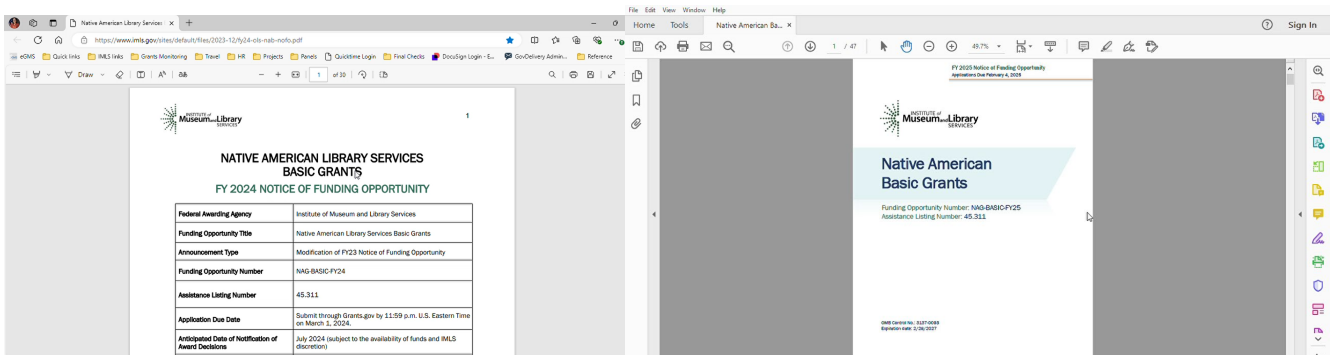 Native American Library Services
https://www.imls.gov/sites/default/files/2023-12/fy24-ols-nab-nofo.pdf
eGMS Quick links IMLS links Grants Monitoring Travel HR Projects Panels Quicktime Login Final Checks DocuSign Login - E... GovDelivery Admin... Reference
Draw 1 of 30
INSTITUTE of
Museum and Library
SERVICES
1
NATIVE AMERICAN LIBRARY SERVICES
BASIC GRANTS
FY 2024 NOTICE OF FUNDING OPPORTUNITY
Federal Awarding Agency Institute of Museum and Library Services
Funding Opportunity Title Native American Library Services Basic Grants
Announcement Type Modification of FY23 Notice of Funding Opportunity
Funding Opportunity Number NAG-BASIC-FY24
Assistance Listing Number 45.311
Application Due Date Submit through Grants.gov by 11:59 p.m. U.S. Eastern Time
on March 1, 2024.
Anticipated Date of Notification of July 2024 (subject to the availability of funds and IMLS
Award Decisions discretion)
File Edit View Window Help
Home Tools Native American Ba... × Sign In
1 / 47 49.7%
FY 2025 Notice of Funding Opportunity
Applications Due February 4, 2025
INSTITUTE of
Museum and Library
SERVICES
Native American
Basic Grants
Funding Opportunity Number: NAG-BASIC-FY25
Assistance Listing Number: 45.311
OMB Control No.: 3137-0093
Expiration date: 2/28/2027